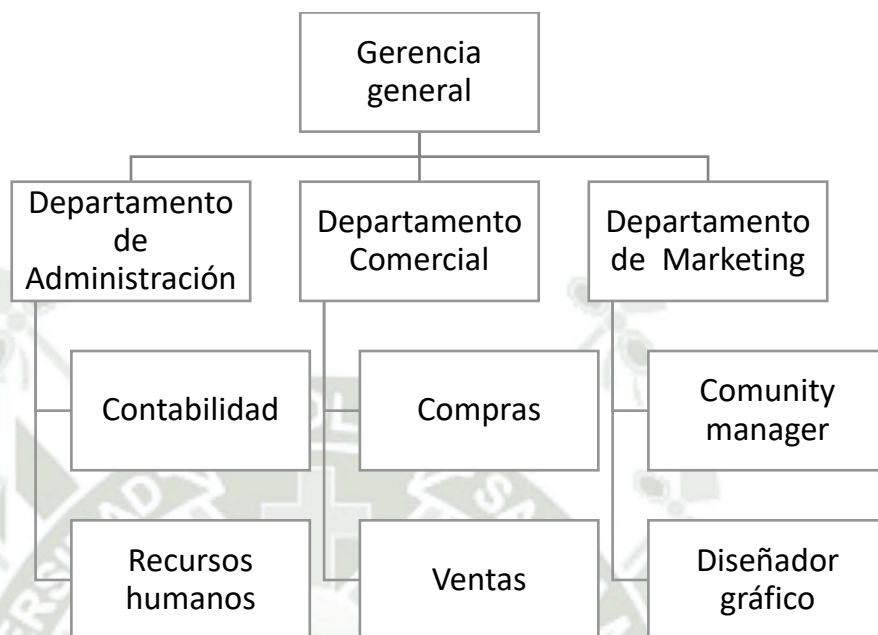 Gerencia
general
Departamento
de
Administración
Departamento
Comercial
Departamento
de Marketing
Contabilidad
Compras
Comunity
manager
Recursos
humanos
Ventas
Diseñador
gráfico